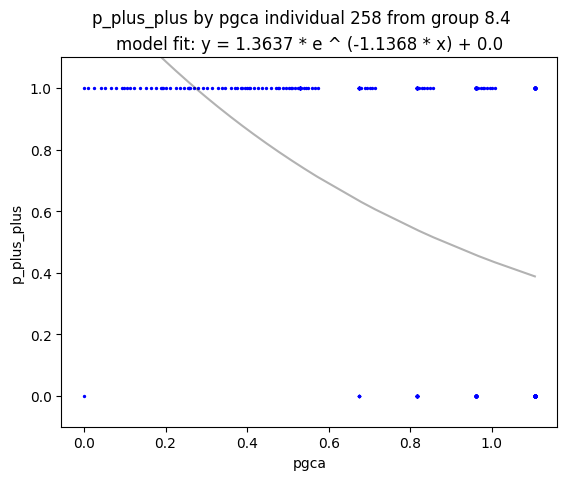 p_plus_plus by pgca individual 258 from group 8.4
model fit: y = 1.3637 * e ^ (-1.1368 * x) + 0.0
1.0
0.8
0.6
0.4
0.2
0.0
p_plus_plus
0.0 0.2 0.4 0.6 0.8 1.0
pgca